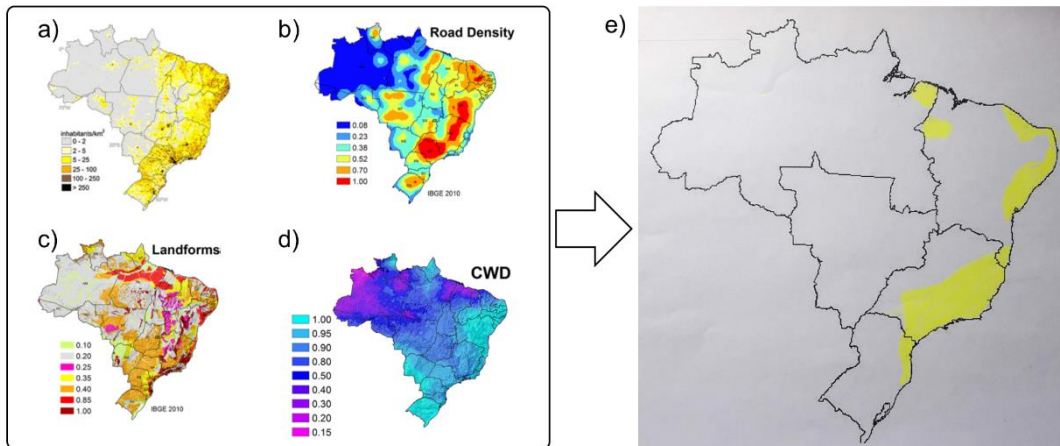 a)
inhabitants/km²
0 - 2
2 - 5
5 - 25
25 - 100
100 - 250
> 250
b)
Road Density
0.08
0.23
0.38
0.52
0.70
1.00
IBGE 2010
c)
Landforms
0.10
0.20
0.25
0.35
0.40
0.85
1.00
IBGE 2010
d)
CWD
1.00
0.95
0.90
0.80
0.50
0.40
0.30
0.20
0.15
e)